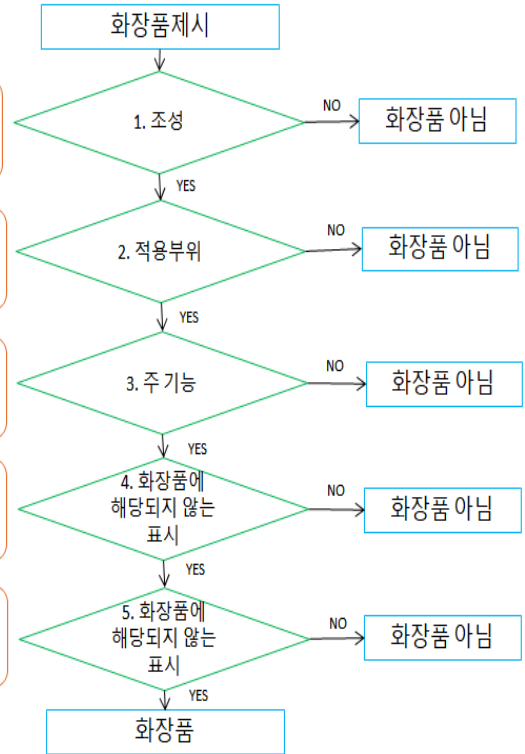 화장품제시
1. 조성
NO
화장품 아님
YES
2. 적용부위
NO
화장품 아님
YES
3. 주 기능
NO
화장품 아님
YES
4. 화장품에
해당되지 않는
표시
NO
화장품 아님
YES
5. 화장품에
해당되지 않는
표시
NO
화장품 아님
YES
화장품